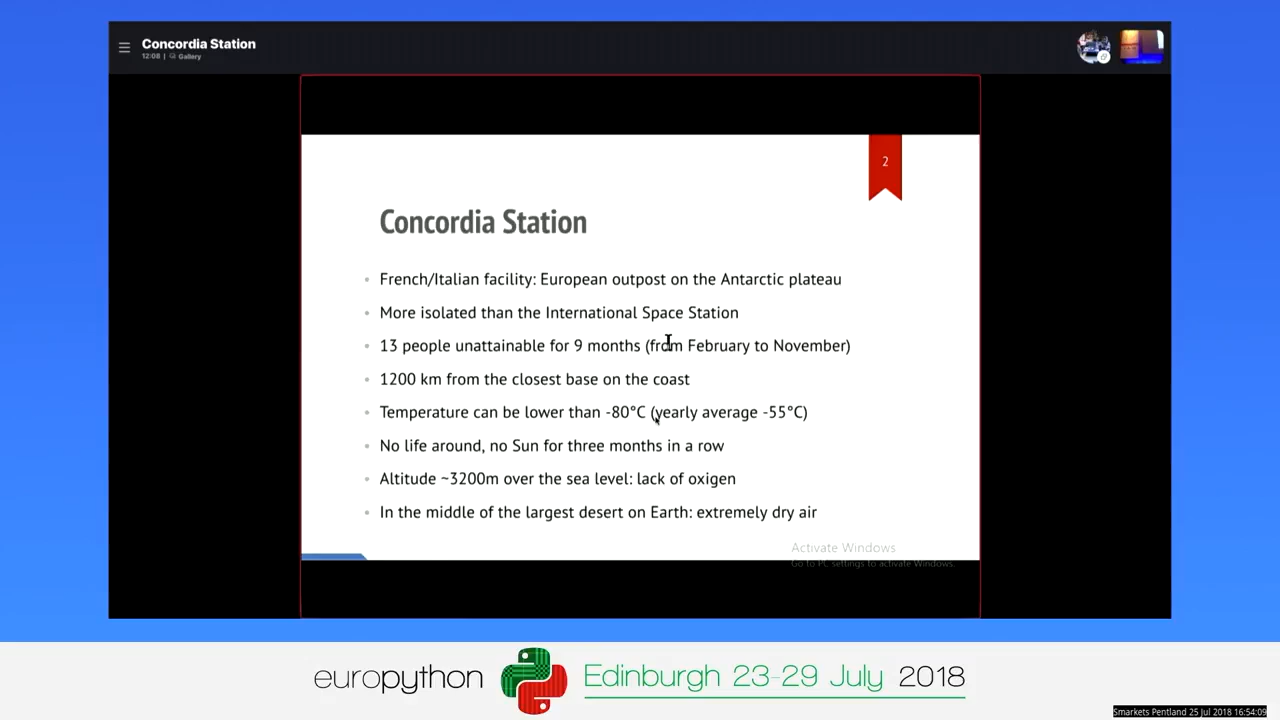 Concordia Station
12:08 | Gallery
2
Concordia Station
French/Italian facility: European outpost on the Antarctic plateau
More isolated than the International Space Station
13 people unattainable for 9 months (from February to November)
1200 km from the closest base on the coast
Temperature can be lower than -80°C (yearly average -55°C)
No life around, no Sun for three months in a row
Altitude ~3200m over the sea level: lack of oxigen
In the middle of the largest desert on Earth: extremely dry air
Activate Windows
Go to PC settings to activate Windows.
europython Edinburgh 23-29 July 2018
Smarkets Pentland 25 Jul 2018 16:54:09